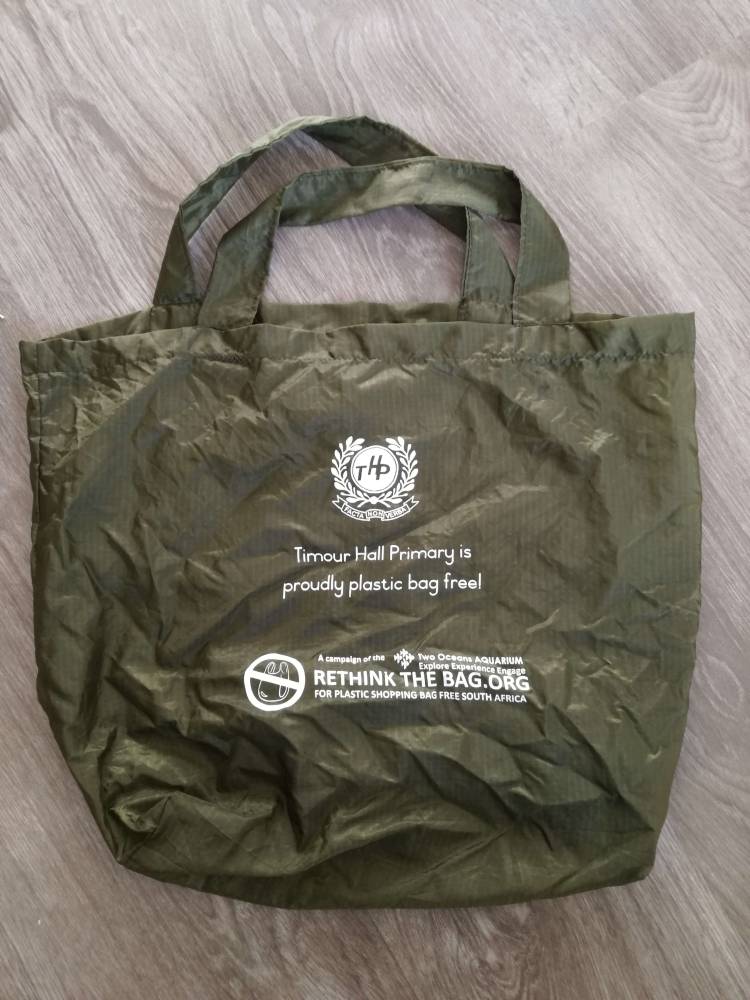 THP
FACTA NON VERBA
Timour Hall Primary is
proudly plastic bag free!
A campaign of the Two Oceans AQUARIUM
Explore Experience Engage
RETHINK THE BAG.ORG
FOR PLASTIC SHOPPING BAG FREE SOUTH AFRICA